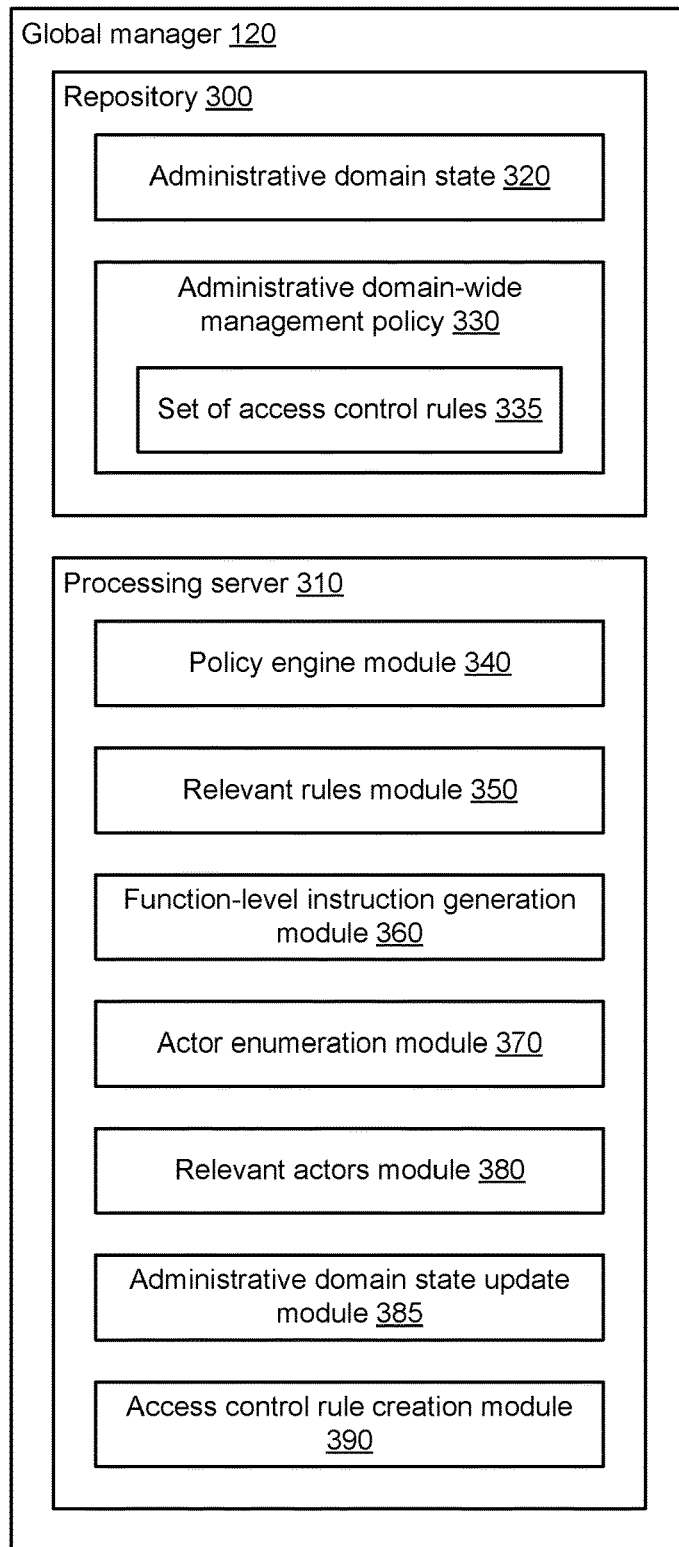 Global manager 120
Repository 300
Administrative domain state 320
Administrative domain-wide
management policy 330
Set of access control rules 335
Processing server 310
Policy engine module 340
Relevant rules module 350
Function-level instruction generation
module 360
Actor enumeration module 370
Relevant actors module 380
Administrative domain state update
module 385
Access control rule creation module
390